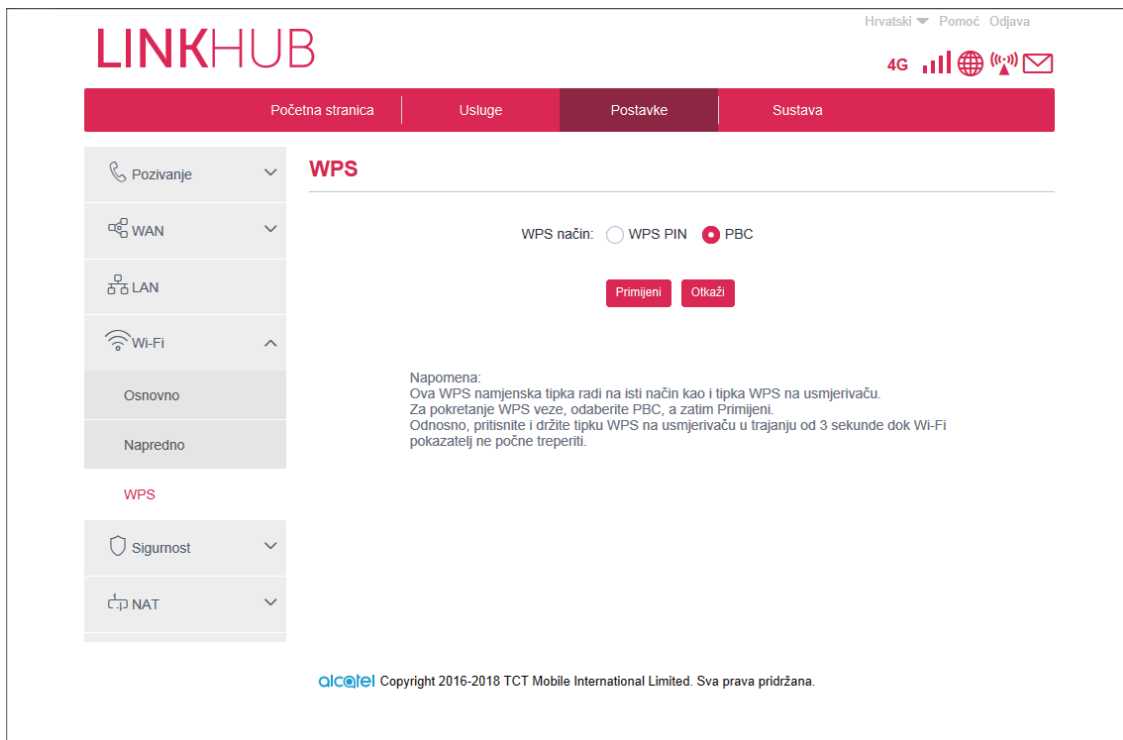 Hrvatski Pomoć Odjava
LINKHUB
4G
Početna stranica Usluge Postavke Sustava
Pozivanje
WAN
LAN
Wi-Fi
Osnovno
Napredno
WPS
Sigurnost
NAT
WPS
WPS način: WPS PIN PBC
Primijeni Otkaži
Napomena:
Ova WPS namjenska tipka radi na isti način kao i tipka WPS na usmjerivaču.
Za pokretanje WPS veze, odaberite PBC, a zatim Primijeni.
Odnosno, pritisnite i držite tipku WPS na usmjerivaču u trajanju od 3 sekunde dok Wi-Fi
pokazatelj ne počne treperiti.
alcatel Copyright 2016-2018 TCT Mobile International Limited. Sva prava pridržana.